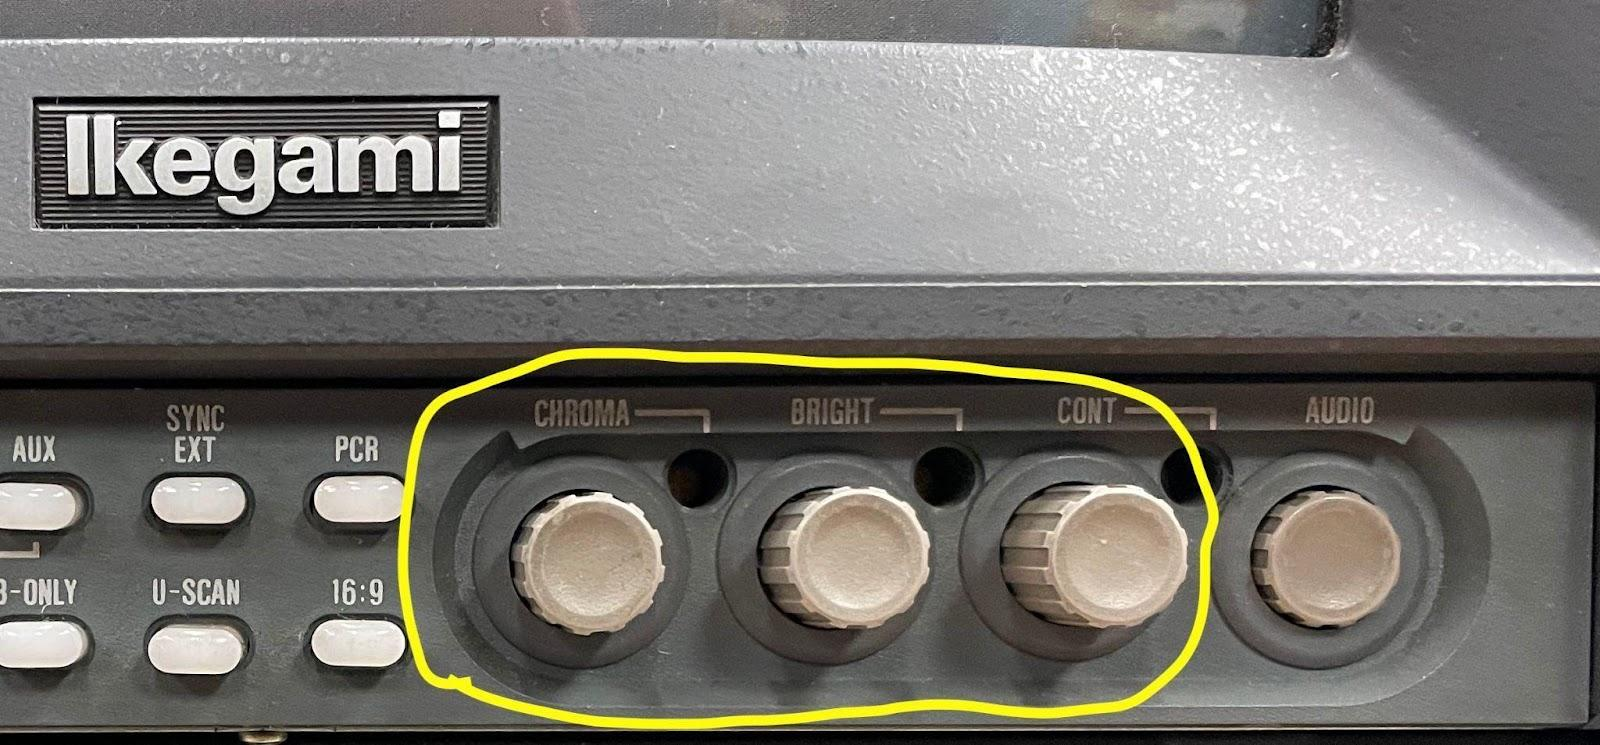 Ikegami
CHROMA
BRIGHT
CONT
AUDIO
AUX
SYNC
EXT
PCR
B-ONLY
U-SCAN
16:9